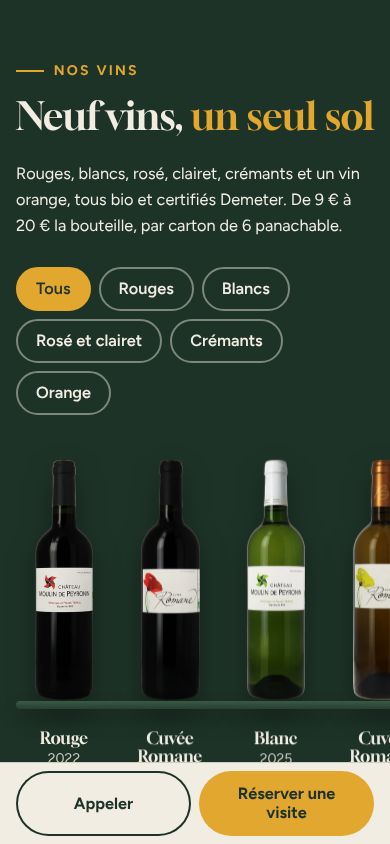 NOS VINS
Neuf vins, un seul sol
Rouges, blancs, rosé, clairet, crémants et un vin
orange, tous bio et certifiés Demeter. De 9 € à
20 € la bouteille, par carton de 6 panachable.
Tous Rouges Blancs
Rosé et clairet Crémants
Orange
CHÂTEAU
MOULIN DE PEYRONIN
Romane
CHÂTEAU
MOULIN DE PEYRONIN
Rouge Cuvée Blanc
2022 Romane 2025
Appeler
Réserver une
visite